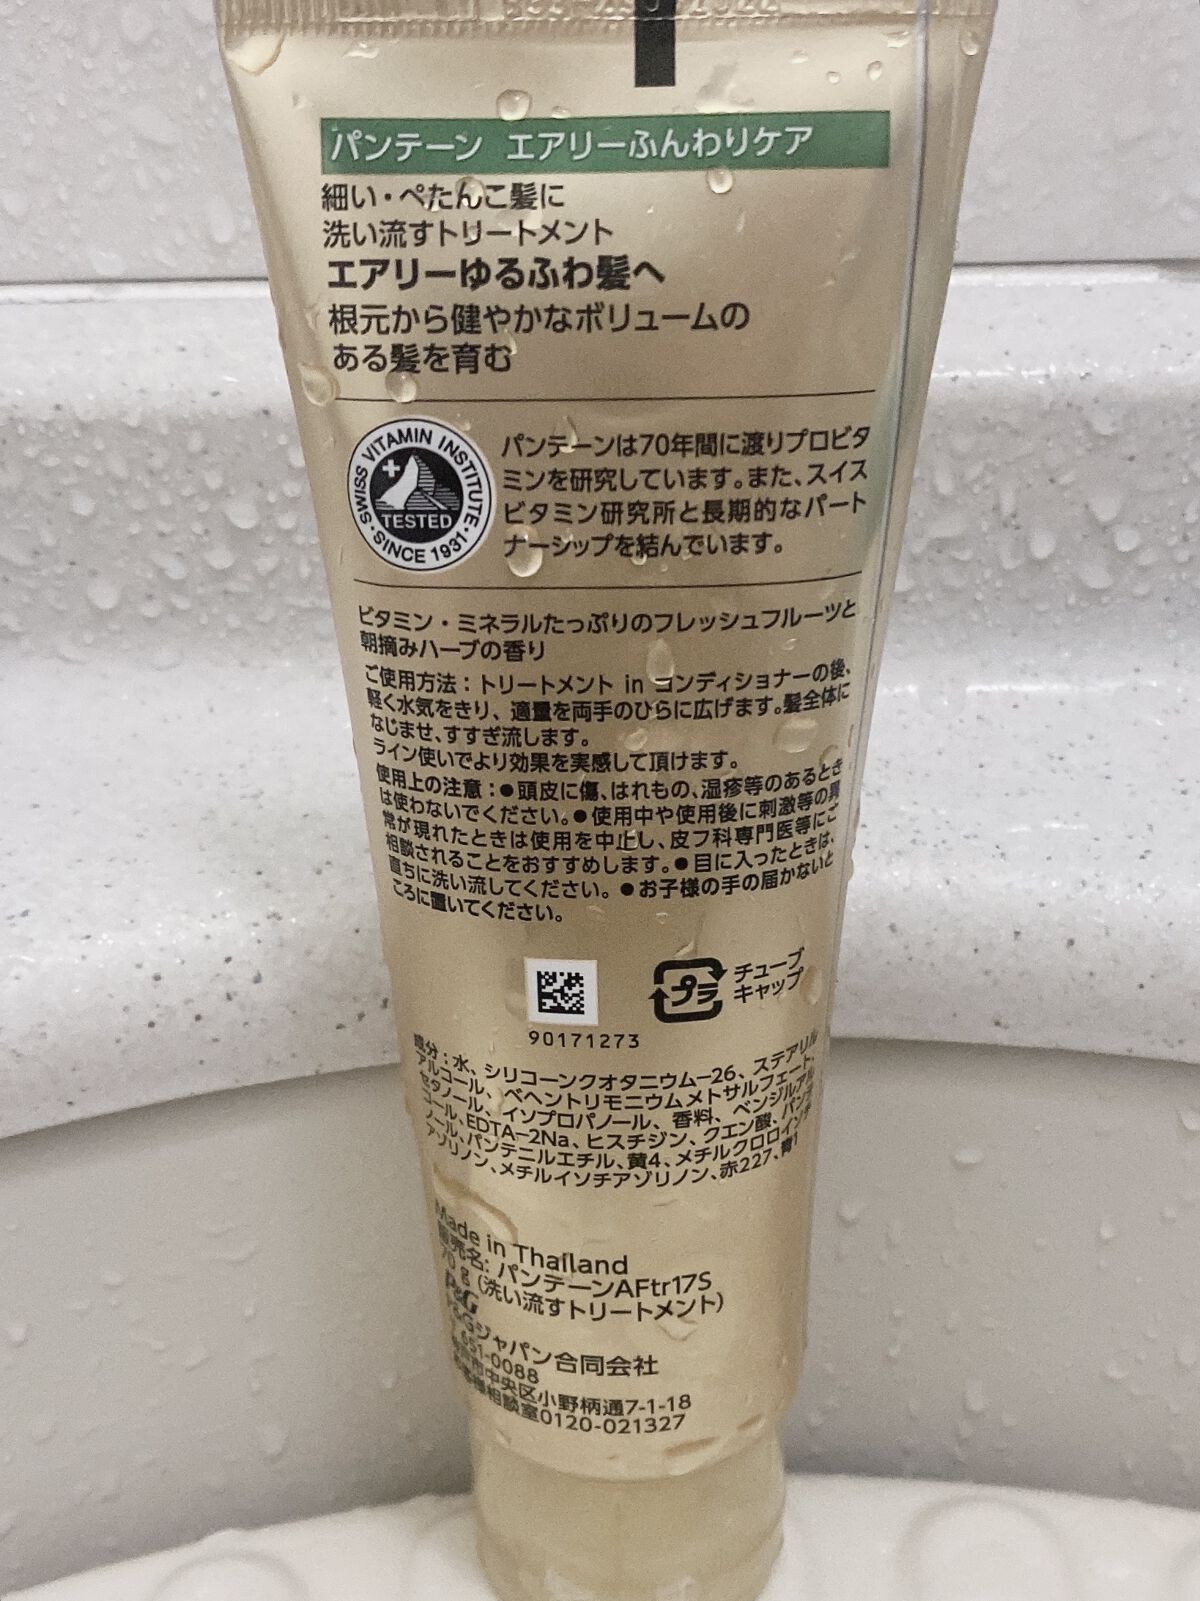 パンテーン エアリーふんわりケア
細い・ぺたんこ髪に
洗い流すトリートメント
エアリーゆるふわ髪へ
根元から健やかなボリュームの
ある髪を育む
SWISS VITAMIN INSTITUTE
TESTED
SINCE 1931
パンテーンは70年間に渡りプロビタ
ミンを研究しています。また、スイス
ビタミン研究所と長期的なパート
ナーシップを結んでいます。
ビタミン・ミネラルたっぷりのフレッシュフルーツと
朝摘みハーブの香り
ご使用方法：トリートメント in コンディショナーの後、
軽く水気をきり、適量を両手のひらに広げます。髪全体に
なじませ、すすぎ流します。
ライン使いでより効果を実感して頂けます。
使用上の注意：●頭皮に傷、はれもの、湿疹等のあるとき
は使わないでください。●使用中や使用後に刺激等の異
常が現れたときは使用を中止し、皮フ科専門医等にご
相談されることをおすすめします。●目に入ったときは、
直ちに洗い流してください。●お子様の手の届かないと
ころに置いてください。
プラ
チューブ
キャップ
90171273
成分：水、シリコーンクオタニウム-26、ステアリル
アルコール、ベヘントリモニウムメトサルフェート、
セタノール、イソプロパノール、香料、ベンジルアル
コール、EDTA-2Na、ヒスチジン、クエン酸、パンテ
ノール、パンテニルエチル、黄4、メチルクロロイソチ
アゾリノン、メチルイソチアゾリノン、赤227、青1
Made in Thailand
販売名：パンテーンAFtr17S
70 g (洗い流すトリートメント)
P&G
P&Gジャパン合同会社
651-0088
神戸市中央区小野柄通7-1-18
お客様相談室0120-021327